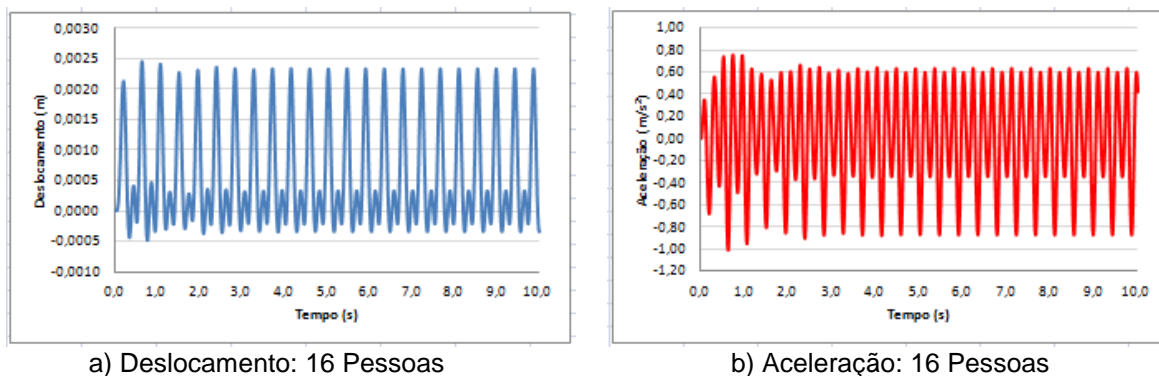 0,0030
0,0025
0,0020
0,0015
0,0010
0,0005
0,0000
-0,0005
-0,0010
Deslocamento (m)
0,0 1,0 2,0 3,0 4,0 5,0 6,0 7,0 8,0 9,0 10,0
Tempo (s)
a) Deslocamento: 16 Pessoas
1,00
0,80
0,60
0,40
0,20
0,00
-0,20
-0,40
-0,60
-0,80
-1,00
-1,20
Aceleração (m/s²)
0,0 1,0 2,0 3,0 4,0 5,0 6,0 7,0 8,0 9,0 10,0
Tempo (s)
b) Aceleração: 16 Pessoas